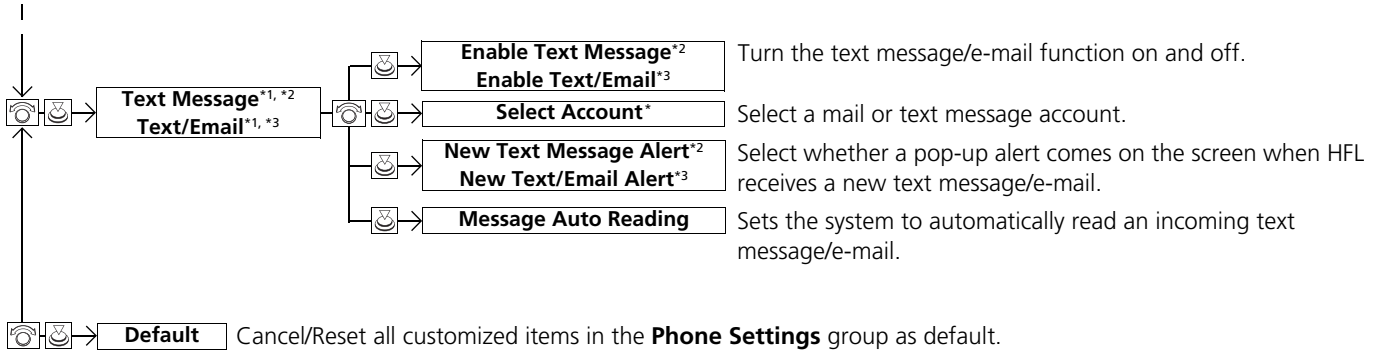 Enable Text Message*2
Enable Text/Email*3
Turn the text message/e-mail function on and off.
Text Message*1, *2
Text/Email*1, *3
Select Account*
Select a mail or text message account.
New Text Message Alert*2
New Text/Email Alert*3
Select whether a pop-up alert comes on the screen when HFL
receives a new text message/e-mail.
Message Auto Reading
Sets the system to automatically read an incoming text
message/e-mail.
Default
Cancel/Reset all customized items in the Phone Settings group as default.